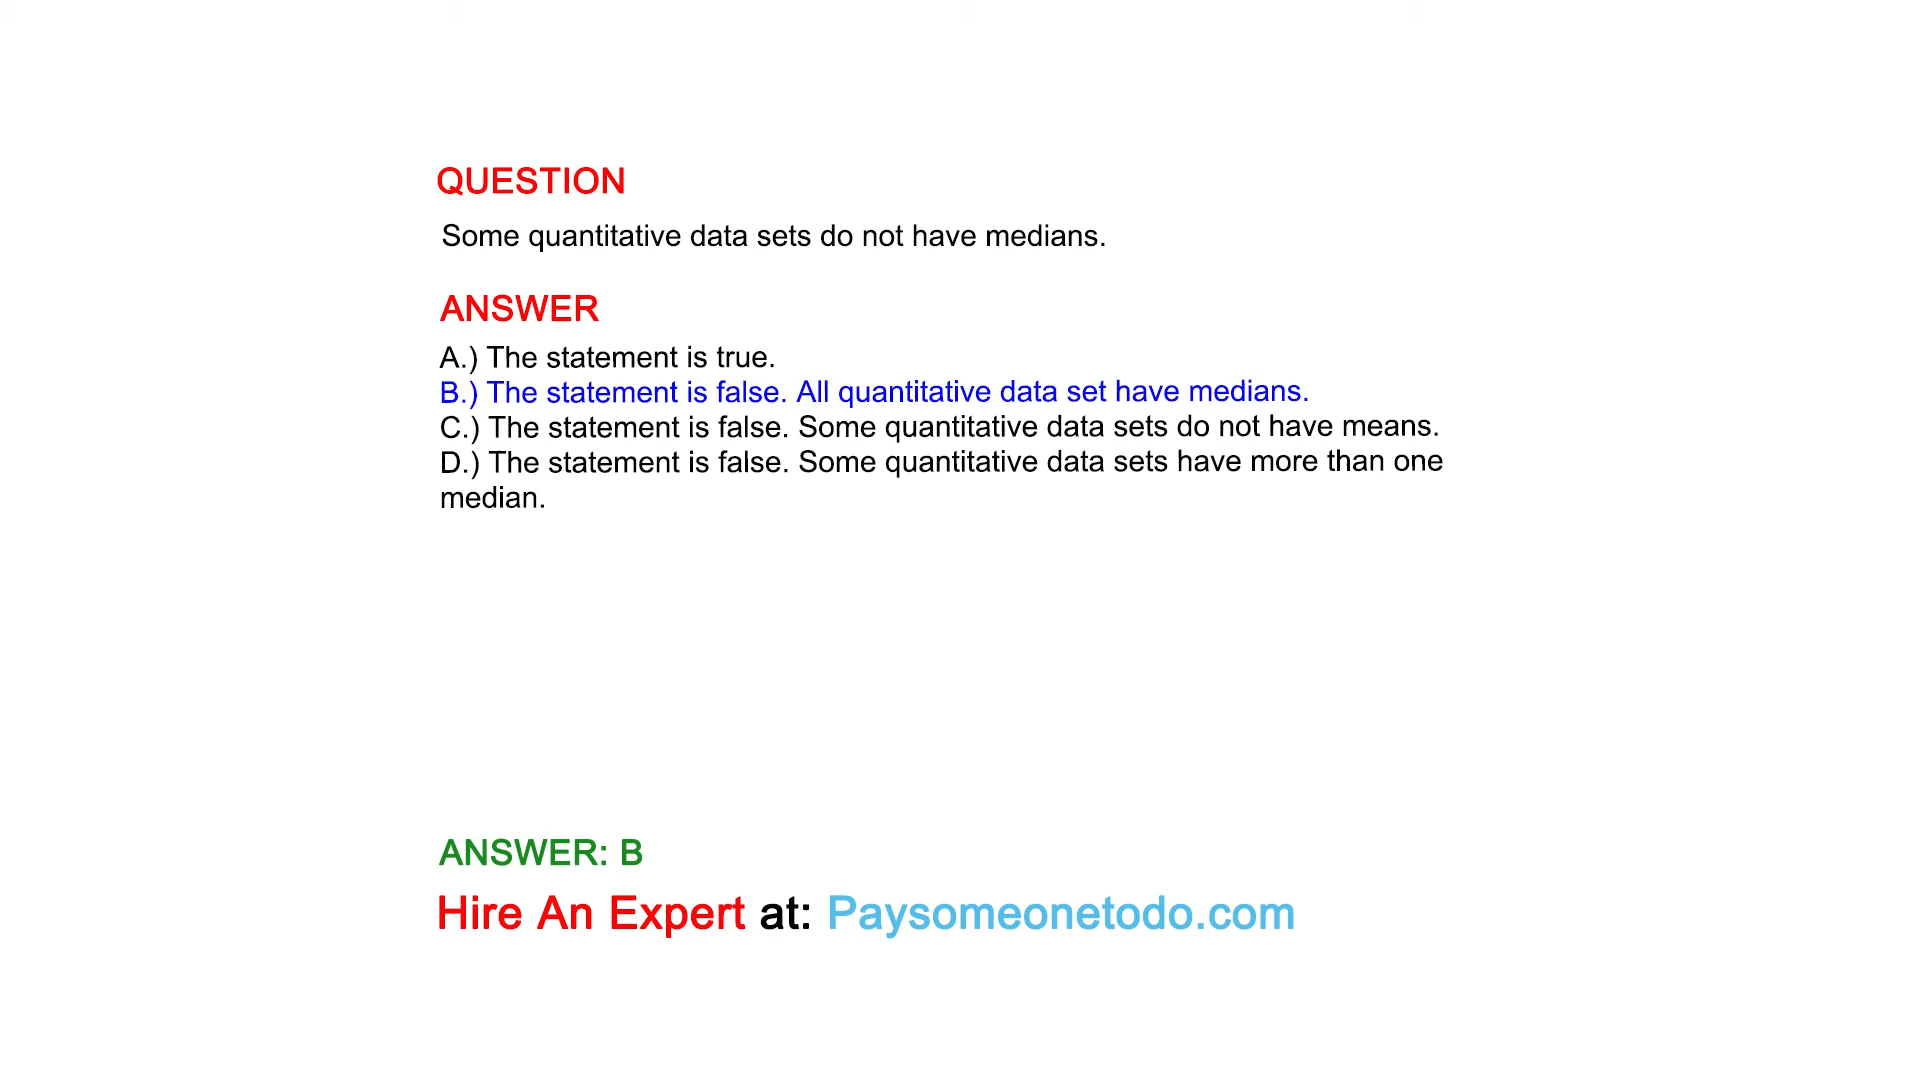 QUESTION
Some quantitative data sets do not have medians.
ANSWER
A.) The statement is true.
B.) The statement is false. All quantitative data set have medians.
C.) The statement is false. Some quantitative data sets do not have means.
D.) The statement is false. Some quantitative data sets have more than one
median.
ANSWER: B
Hire An Expert at: Paysomeonetodo.com